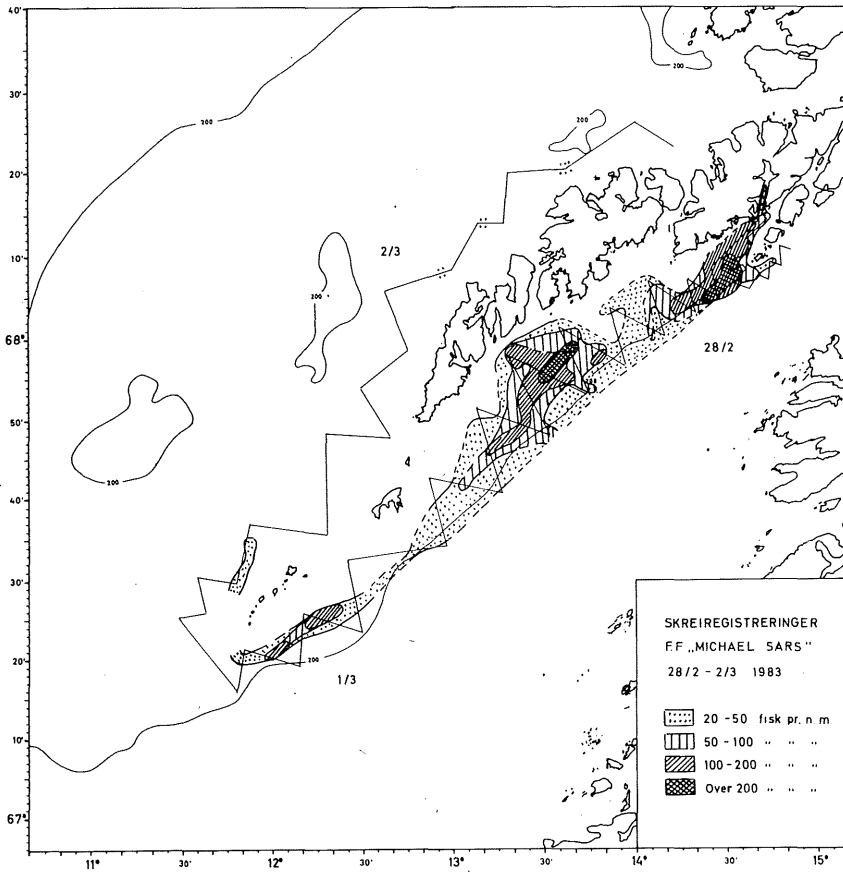 40'
30'
20'
10'
68°
50'
40'
30'
20'
10'
67°
200
200
200
200
200
200
200
2/3
28/2
1/3
SKREIREGISTRERINGER
F.F „MICHAEL SARS"
28/2 - 2/3 1983
20 - 50 fisk pr. n m
50 - 100 " " "
100 - 200 " " "
Over 200 " " "
11° 30' 12° 30' 13° 30' 14° 30' 15°